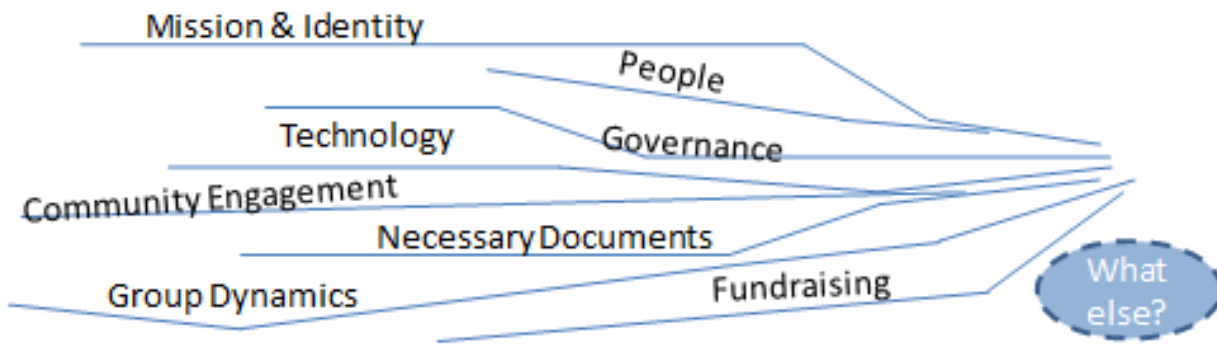 Mission & Identity
People
Technology
Governance
Community Engagement
Necessary Documents
Group Dynamics
Fundraising
What
else?